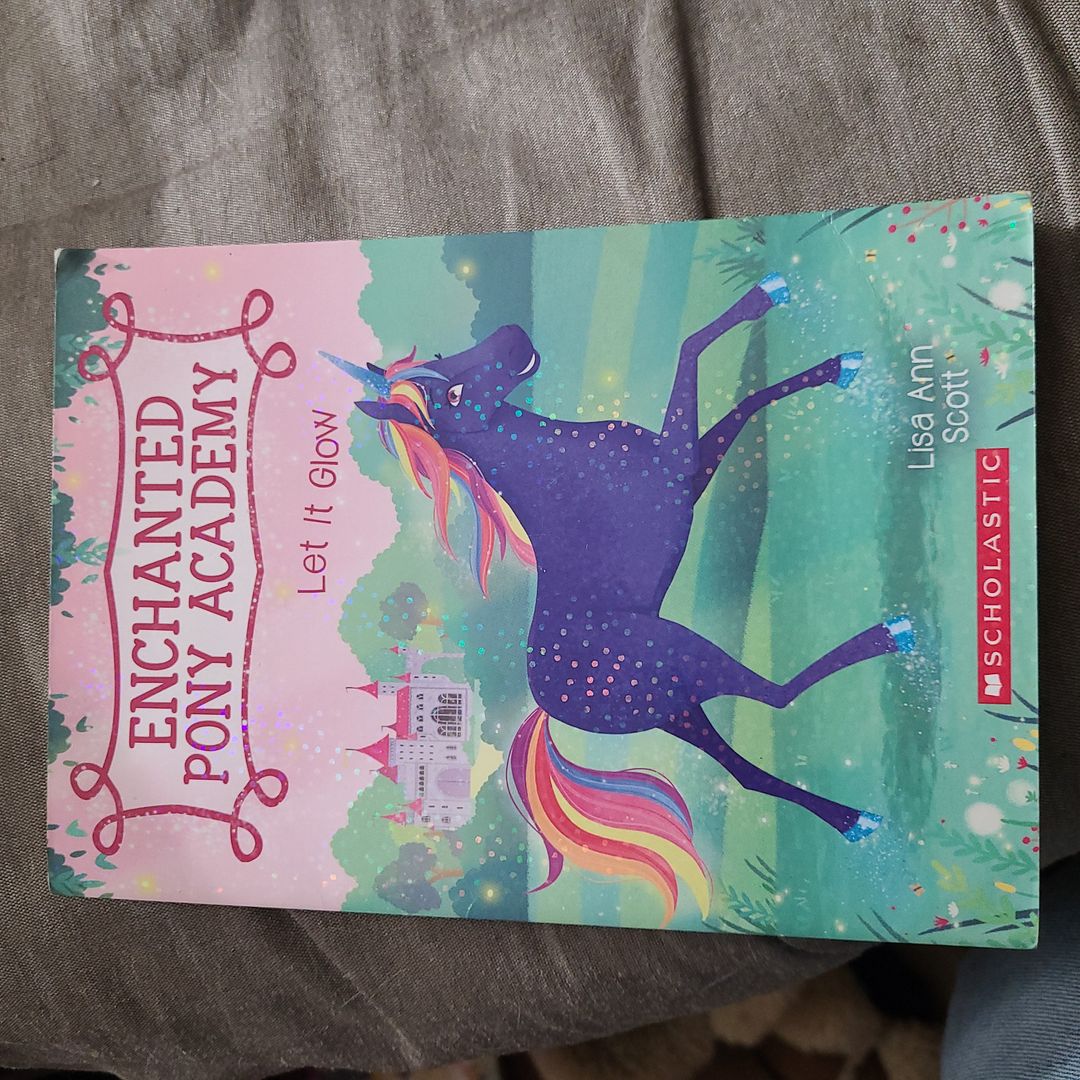 ENCHANTED
PONY ACADEMY
Let It Glow
Lisa Ann
Scott
SCHOLASTIC